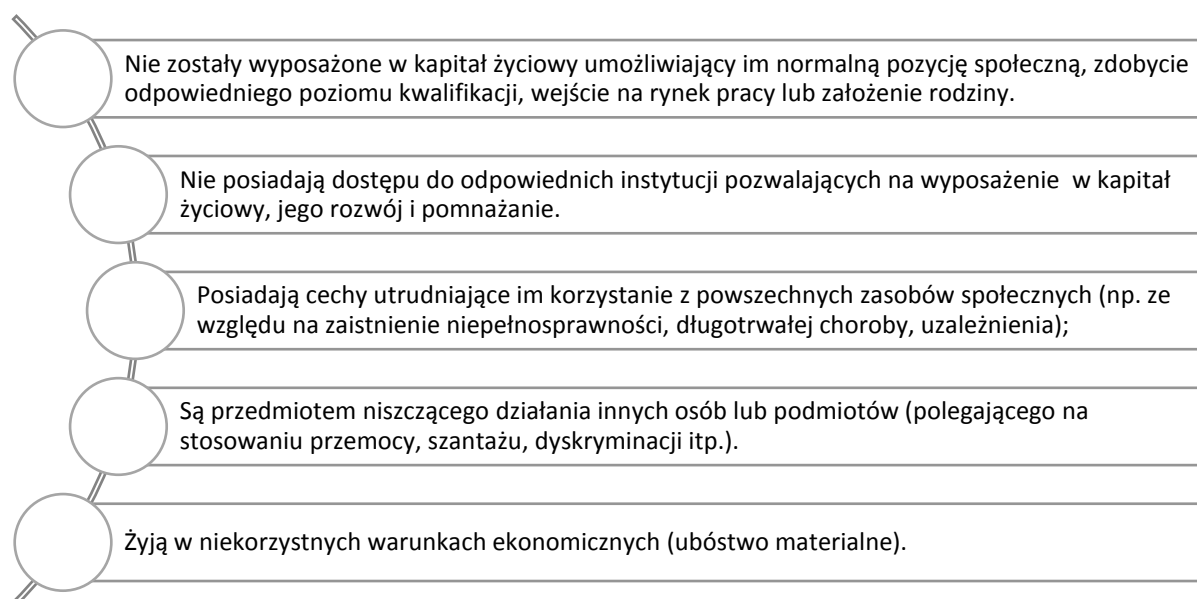 Nie zostały wyposażone w kapitał życiowy umożliwiający im normalną pozycję społeczną, zdobycie
odpowiedniego poziomu kwalifikacji, wejście na rynek pracy lub założenie rodziny.
Nie posiadają dostępu do odpowiednich instytucji pozwalających na wyposażenie  w kapitał
życiowy, jego rozwój i pomnażanie.
Posiadają cechy utrudniające im korzystanie z powszechnych zasobów społecznych (np. ze
względu na zaistnienie niepełnosprawności, długotrwałej choroby, uzależnienia);
Są przedmiotem niszczącego działania innych osób lub podmiotów (polegającego na
stosowaniu przemocy, szantażu, dyskryminacji itp.).
Żyją w niekorzystnych warunkach ekonomicznych (ubóstwo materialne).